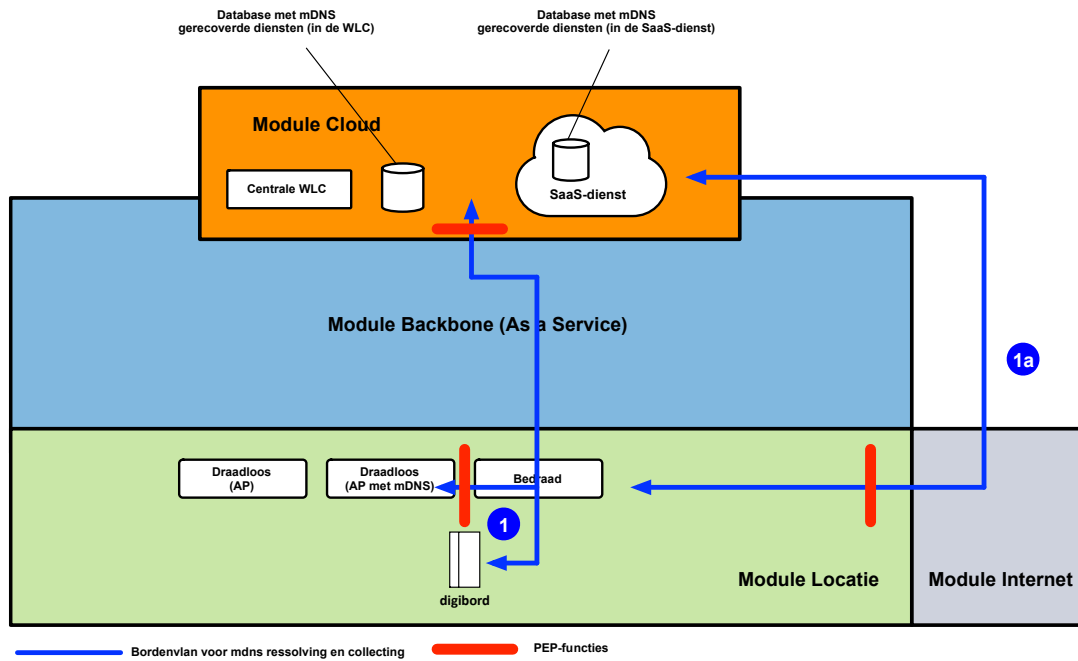 Database met mDNS
gerecoverde diensten (in de WLC)
Database met mDNS
gerecoverde diensten (in de SaaS-dienst)
Module Cloud
Centrale WLC
SaaS-dienst
Module Backbone (As a Service)
1a
Draadloos
(AP)
Draadloos
(AP met mDNS)
Bedraad
1
digibord
Module Locatie
Module Internet
Bordenvlan voor mdns ressolving en collecting
PEP-functies